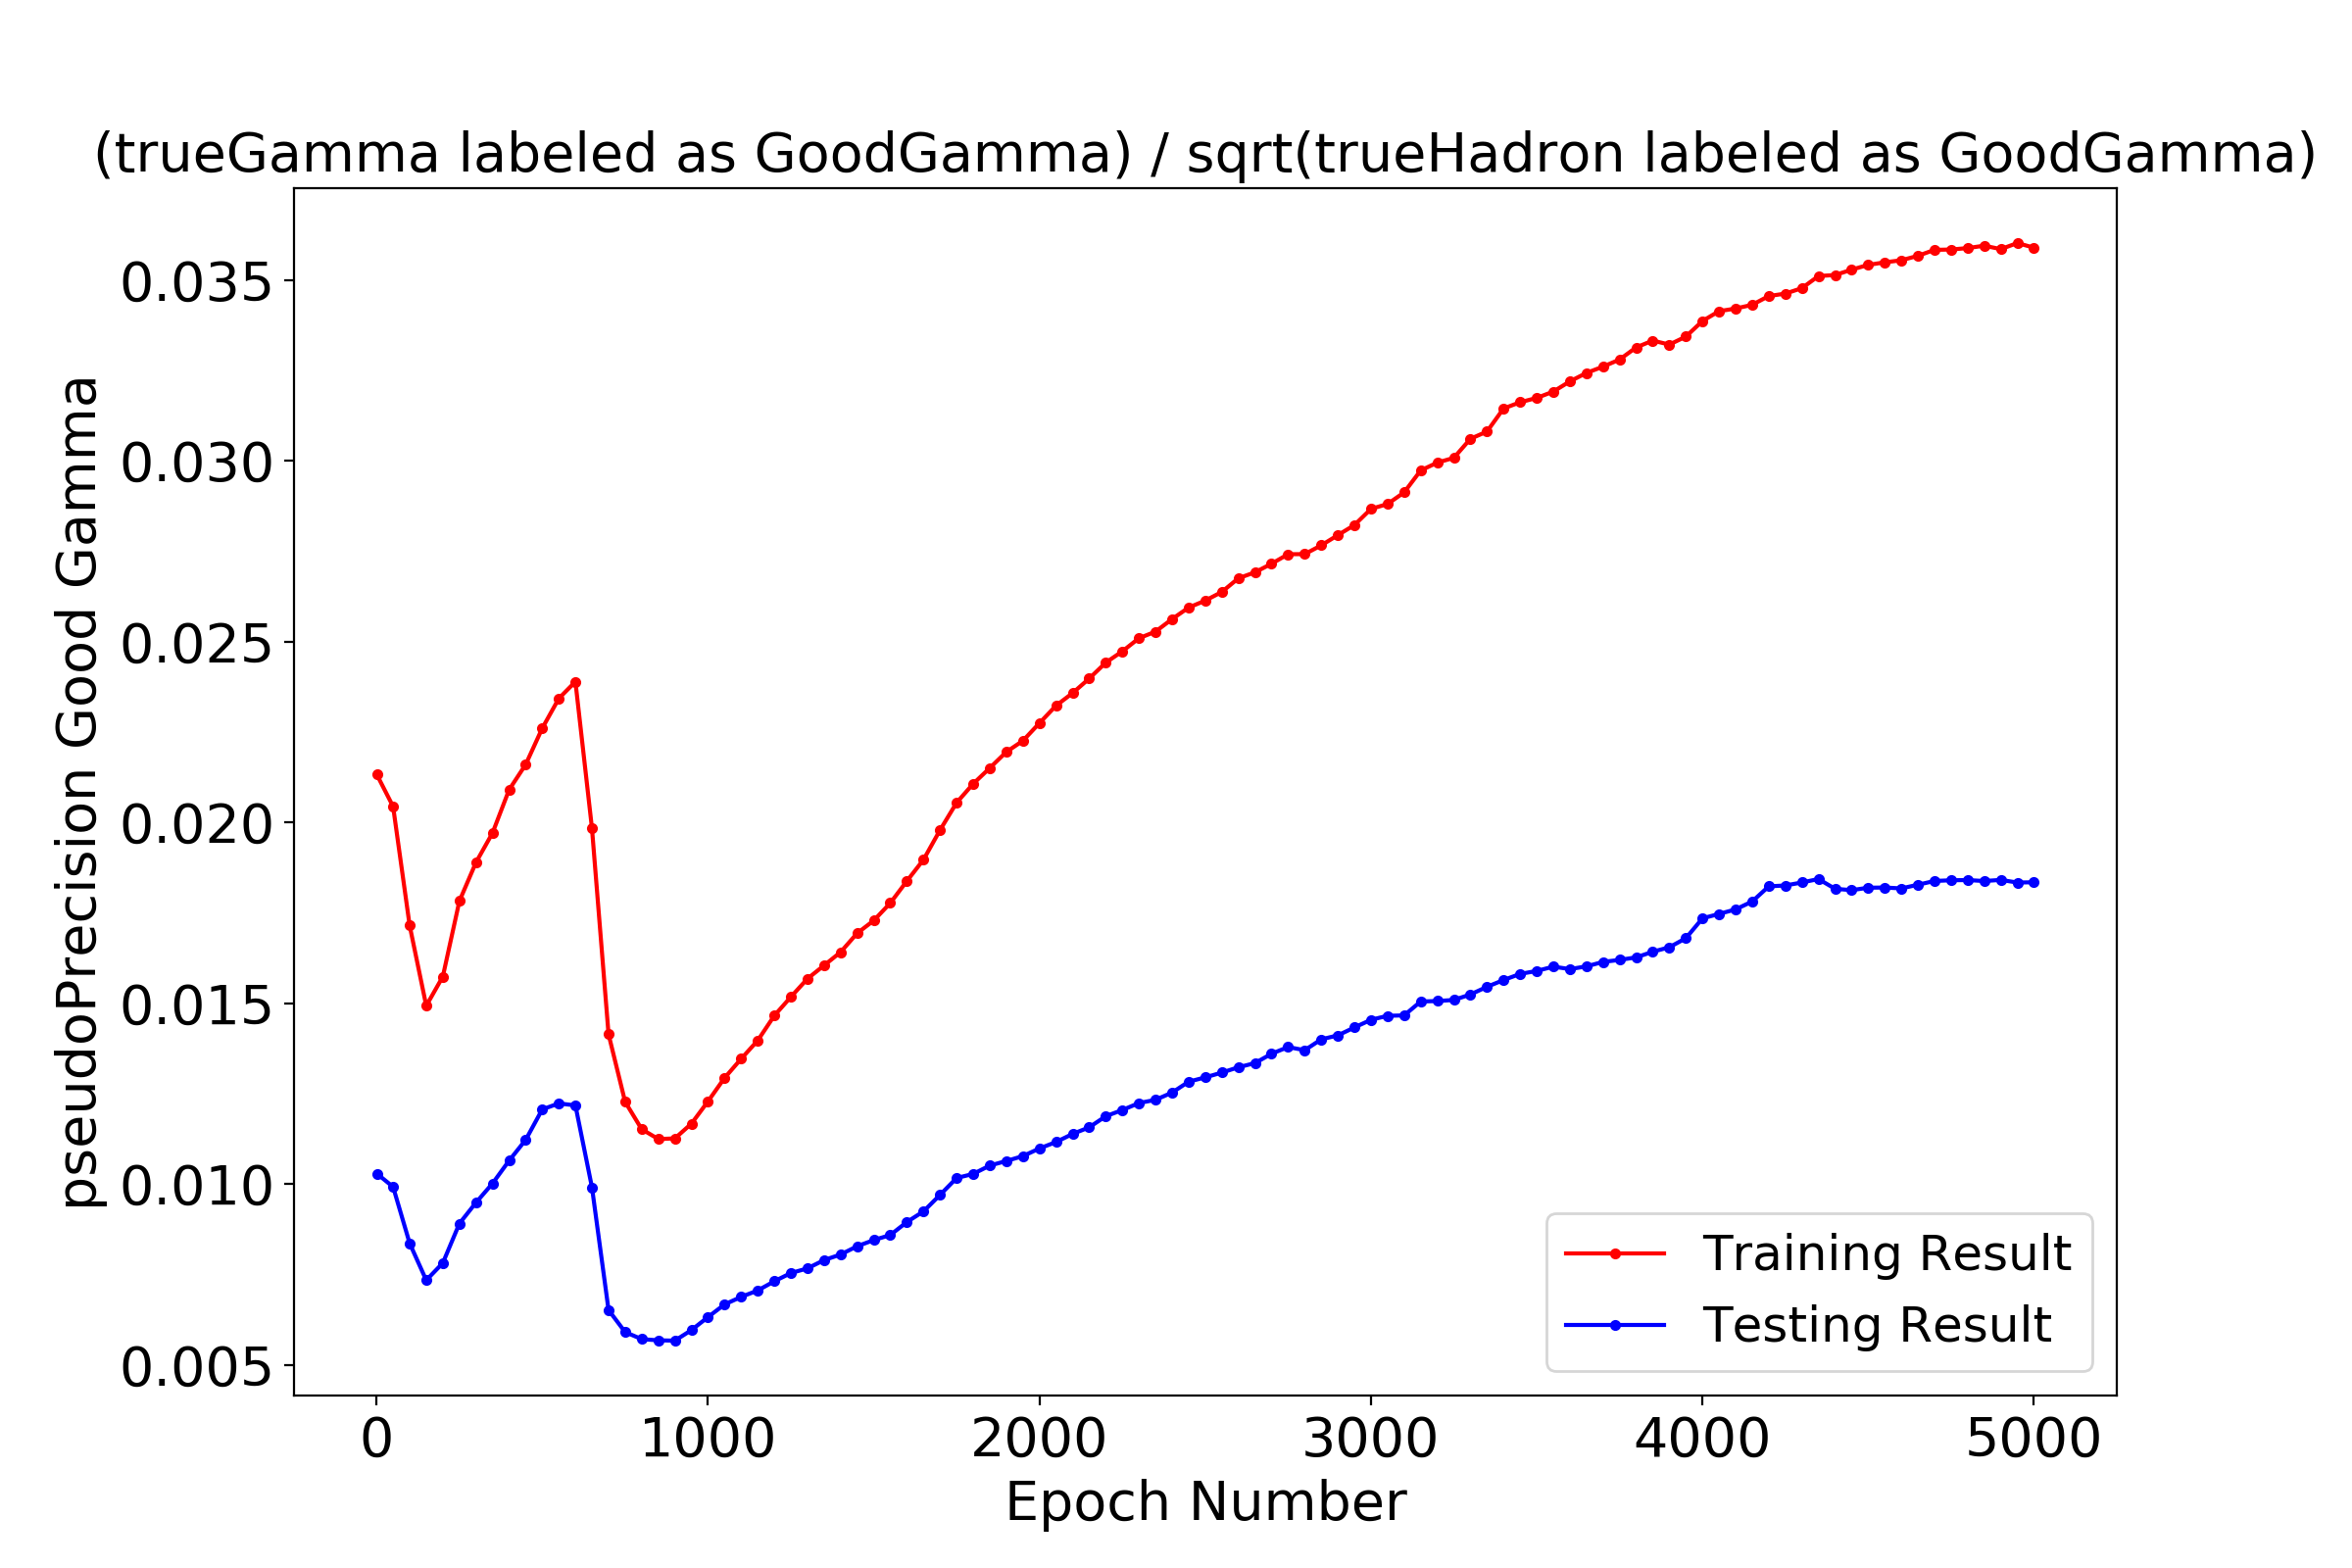 (trueGamma labeled as GoodGamma) / sqrt(trueHadron labeled as GoodGamma)
pseudoPrecision Good Gamma
0.035
0.030
0.025
0.020
0.015
0.010
0.005
Training Result
Testing Result
0 1000 2000 3000 4000 5000
Epoch Number